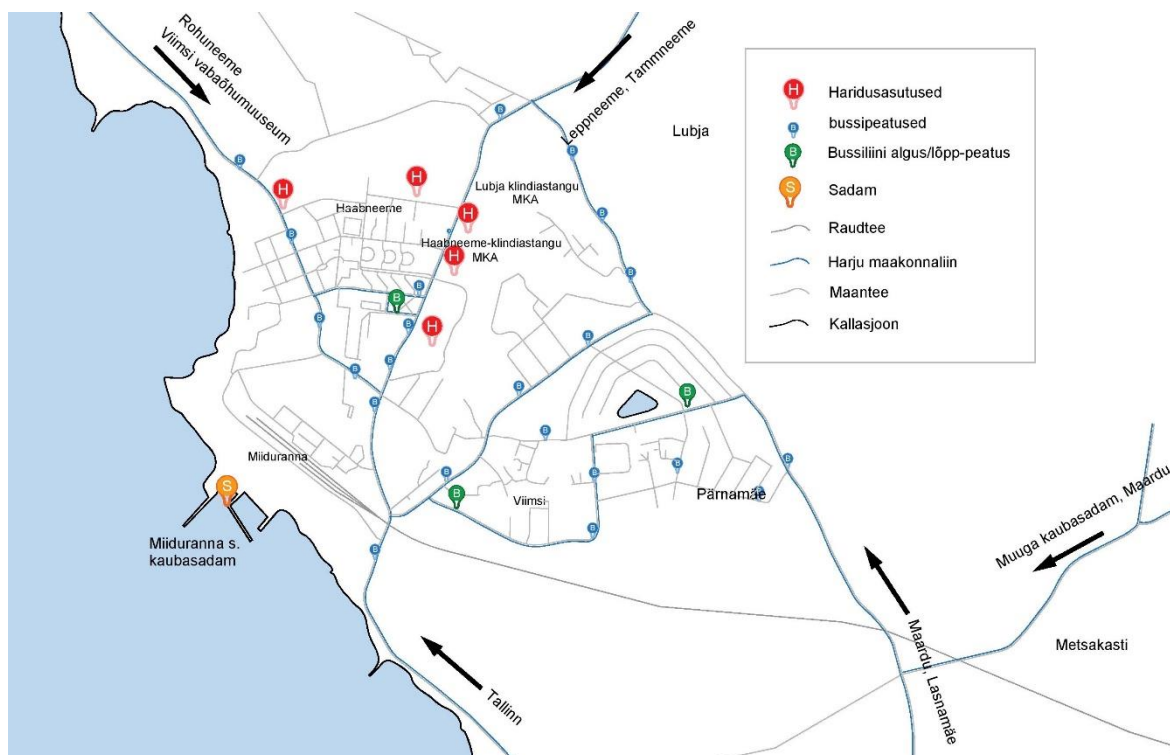 Rohuneeme
Viimsi vabaõhumuuseum
Leppneeme, Tammneeme
Lubja
H
Haridusasutused
B
bussipeatused
B
Bussiliini algus/lõpp-peatus
S
Sadam
Raudtee
Harju maakonnaliin
Maantee
Kallasjoon
Lubja klindiastangu
MKA
Haabneeme
Haabneeme-klindiastangu
MKA
Miiduranna
Viimsi
Pärnamäe
Miiduranna s.
kaubasadam
Muuga kaubasadam, Maardu
Metsakasti
Maardu, Lasnamäe
Tallinn